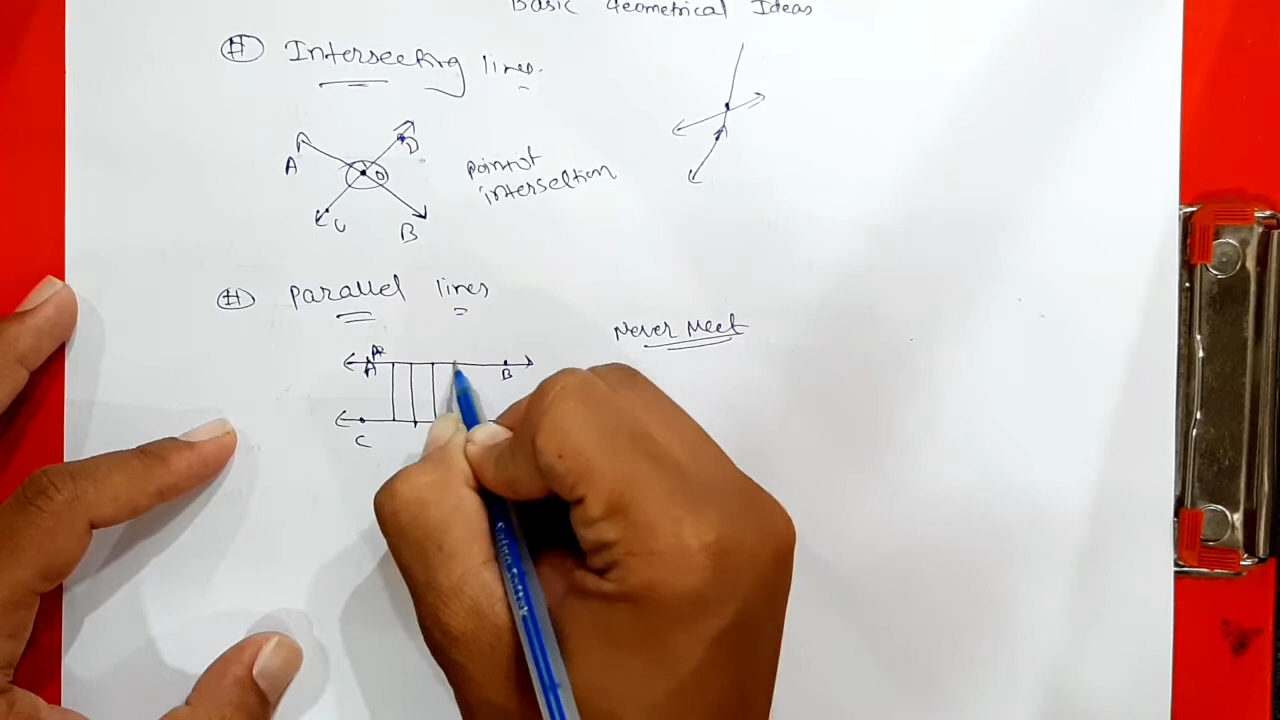 Basic Geometrical Ideas
# Intersecting lines.
A
D
O
C
B
point of
intersection
# Parallel lines
Never Meet
A
A
B
C